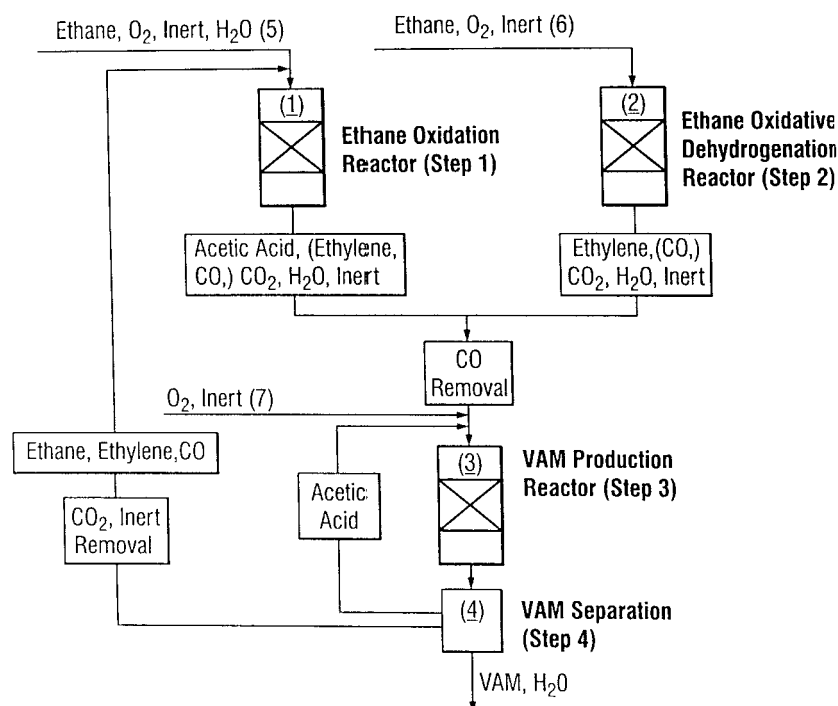 Ethane, O₂, Inert, H₂O (5)
Ethane, O₂, Inert (6)
(1)
Ethane Oxidation
Reactor (Step 1)
(2)
Ethane Oxidative
Dehydrogenation
Reactor (Step 2)
Acetic Acid, (Ethylene,
CO,) CO₂, H₂O, Inert
Ethylene,(CO,)
CO₂, H₂O, Inert
CO
Removal
O₂, Inert (7)
Ethane, Ethylene,CO
CO₂, Inert
Removal
Acetic
Acid
(3)
VAM Production
Reactor (Step 3)
(4)
VAM Separation
(Step 4)
VAM, H₂O